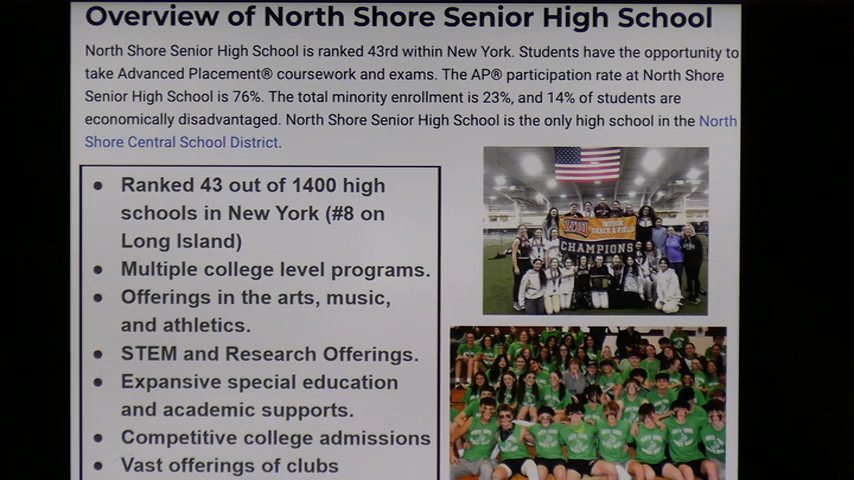 Overview of North Shore Senior High School
North Shore Senior High School is ranked 43rd within New York. Students have the opportunity to
take Advanced Placement® coursework and exams. The AP® participation rate at North Shore
Senior High School is 76%. The total minority enrollment is 23%, and 14% of students are
economically disadvantaged. North Shore Senior High School is the only high school in the North
Shore Central School District.
● Ranked 43 out of 1400 high
schools in New York (#8 on
Long Island)
● Multiple college level programs.
● Offerings in the arts, music,
and athletics.
● STEM and Research Offerings.
● Expansive special education
and academic supports.
● Competitive college admissions
● Vast offerings of clubs
INDOOR
TRACK & FIELD
CHAMPIONS